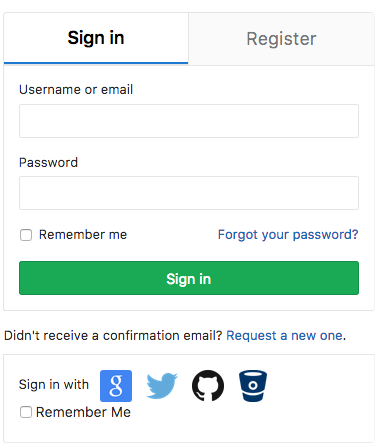 Sign in
Register
Username or email
Password
Remember me
Forgot your password?
Sign in
Didn't receive a confirmation email? Request a new one.
Sign in with g
Remember Me